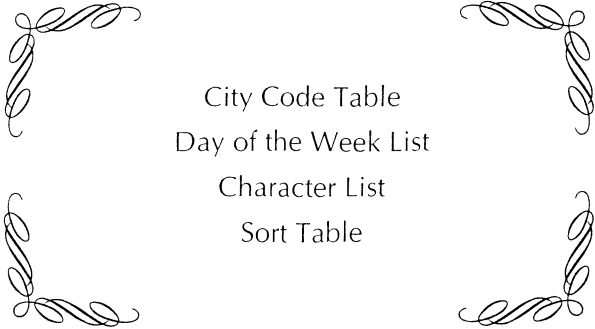 City Code Table
Day of the Week List
Character List
Sort Table